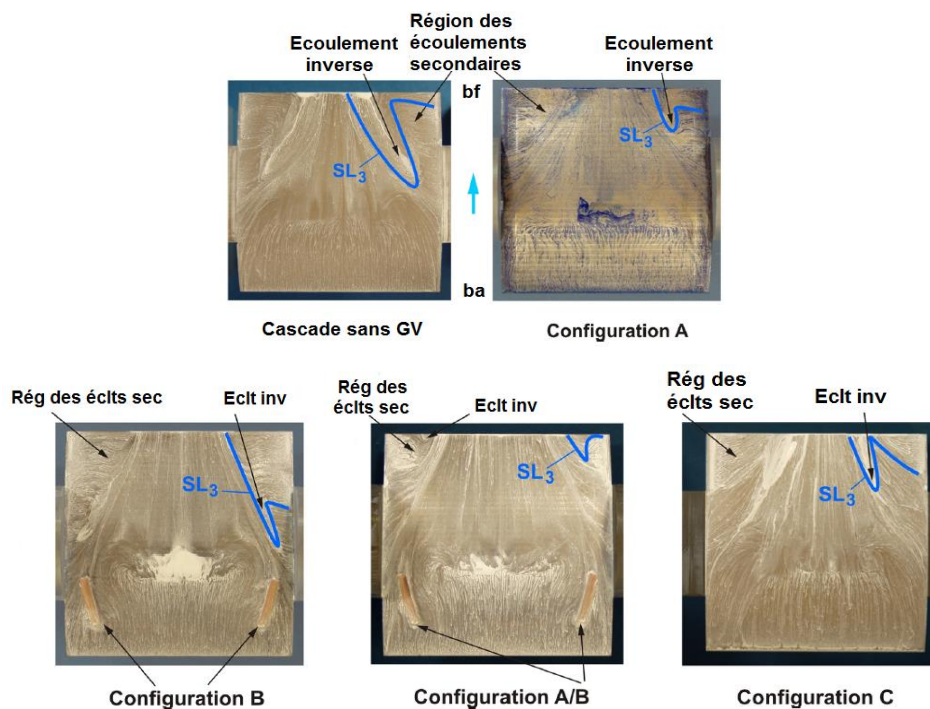 Ecoulement
inverse
Région des
écoulements
secondaires
Ecoulement
inverse
bf
SL3
SL3
ba
Cascade sans GV
Configuration A
Rég des éclts sec
Eclt inv
SL3
Configuration B
Rég des
éclts sec
Eclt inv
SL3
Configuration A/B
Rég des
éclts sec
Eclt inv
SL3
Configuration C